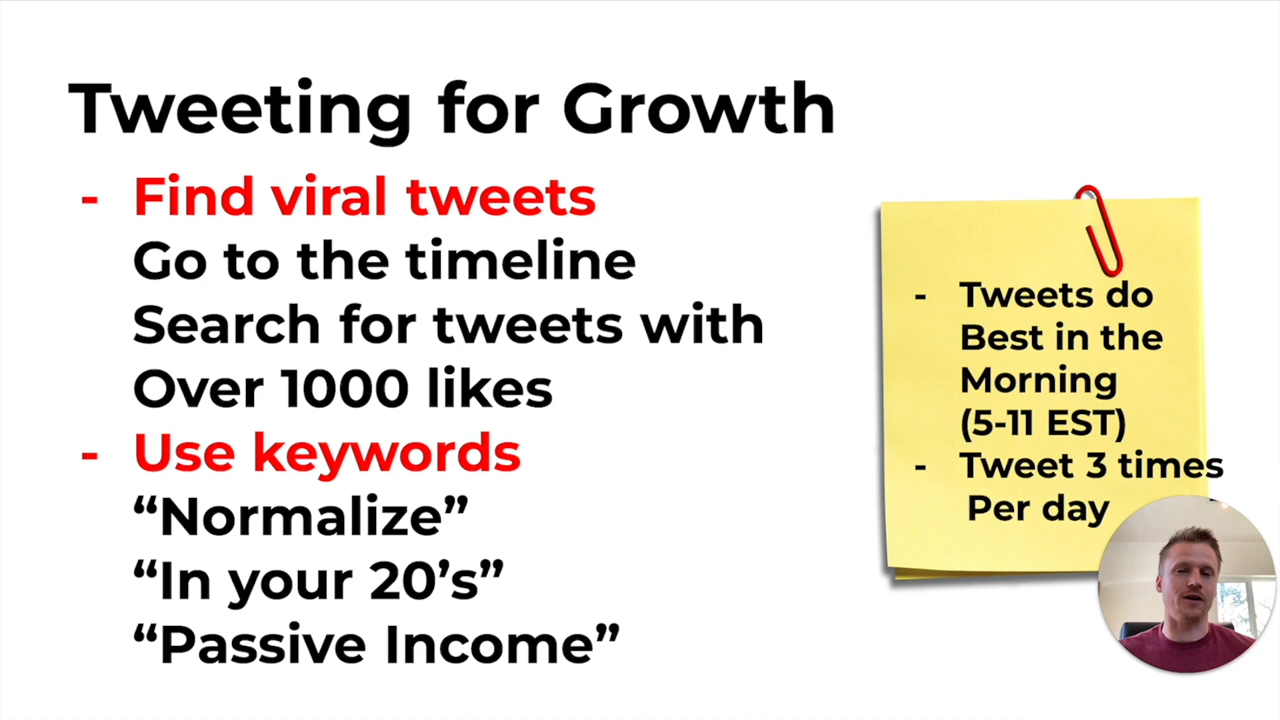 Tweeting for Growth
- Find viral tweets
Go to the timeline
Search for tweets with
Over 1000 likes
- Use keywords
“Normalize”
“In your 20’s”
“Passive Income”
- Tweets do
Best in the
Morning
(5-11 EST)
- Tweet 3 times
Per day